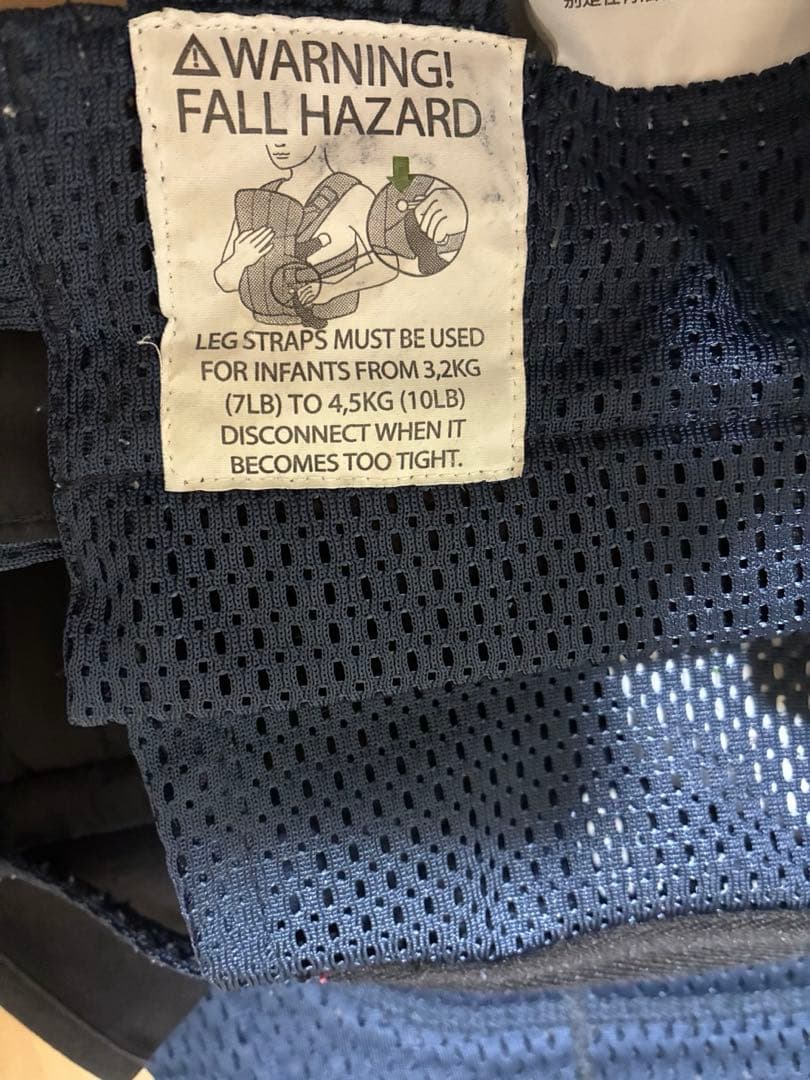 WARNING!
FALL HAZARD
LEG STRAPS MUST BE USED
FOR INFANTS FROM 3,2KG
(7LB) TO 4,5KG (10LB)
DISCONNECT WHEN IT
BECOMES TOO TIGHT.